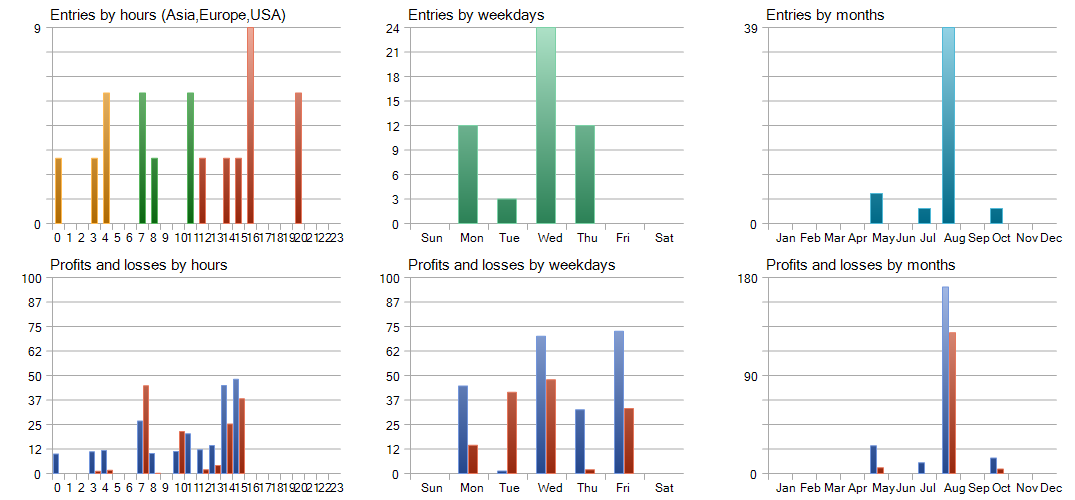 Entries by hours (Asia,Europe,USA)
9
0
0 1 2 3 4 5 6 7 8 9 10 11 12 13 14 15 16 17 18 19 20 21 22 23
Entries by weekdays
24
21
18
15
12
9
6
3
0
Sun Mon Tue Wed Thu Fri Sat
Entries by months
39
0
Jan Feb Mar Apr May Jun Jul Aug Sep Oct Nov Dec
Profits and losses by hours
100
87
75
62
50
37
25
12
0
0 1 2 3 4 5 6 7 8 9 10 11 12 13 14 15 16 17 18 19 20 21 22 23
Profits and losses by weekdays
100
87
75
62
50
37
25
12
0
Sun Mon Tue Wed Thu Fri Sat
Profits and losses by months
180
90
0
Jan Feb Mar Apr May Jun Jul Aug Sep Oct Nov Dec